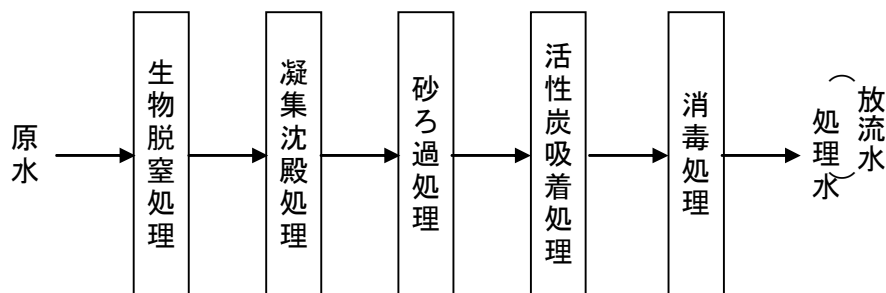 原水
生物脱窒処理
凝集沈殿処理
砂ろ過処理
活性炭吸着処理
消毒処理
処理水
（放流水）